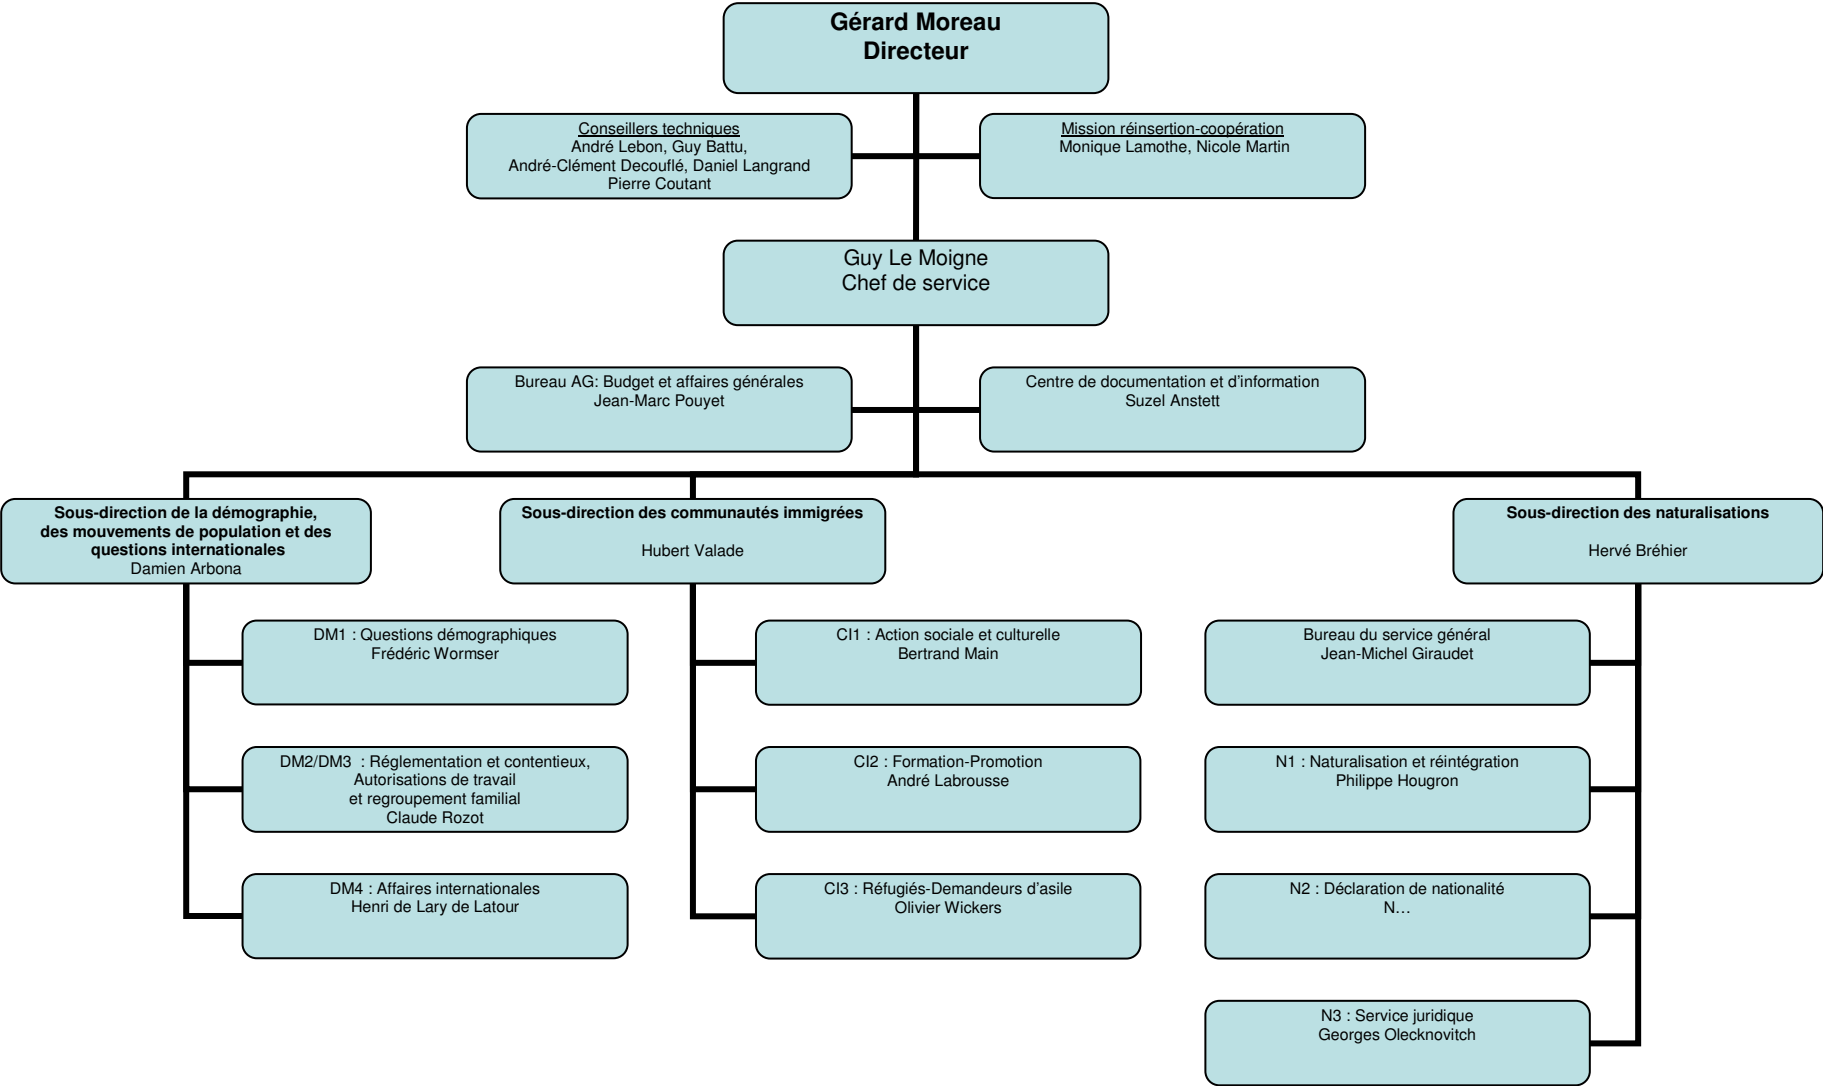 Gérard Moreau
Directeur
Conseillers techniques
André Lebon, Guy Battu,
André-Clément Decouflé, Daniel Langrand
Pierre Coutant
Mission réinsertion-coopération
Monique Lamothe, Nicole Martin
Guy Le Moigne
Chef de service
Bureau AG: Budget et affaires générales
Jean-Marc Pouyet
Centre de documentation et d'information
Suzel Anstett
Sous-direction de la démographie,
des mouvements de population et des
questions internationales
Damien Arbona
Sous-direction des communautés immigrées
Hubert Valade
Sous-direction des naturalisations
Hervé Bréhier
DM1 : Questions démographiques
Frédéric Wormser
CI1 : Action sociale et culturelle
Bertrand Main
Bureau du service général
Jean-Michel Giraudet
DM2/DM3  : Réglementation et contentieux,
Autorisations de travail
et regroupement familial
Claude Rozot
CI2 : Formation-Promotion
André Labrousse
N1 : Naturalisation et réintégration
Philippe Hougron
DM4 : Affaires internationales
Henri de Lary de Latour
CI3 : Réfugiés-Demandeurs d'asile
Olivier Wickers
N2 : Déclaration de nationalité
N…
N3 : Service juridique
Georges Olecknovitch